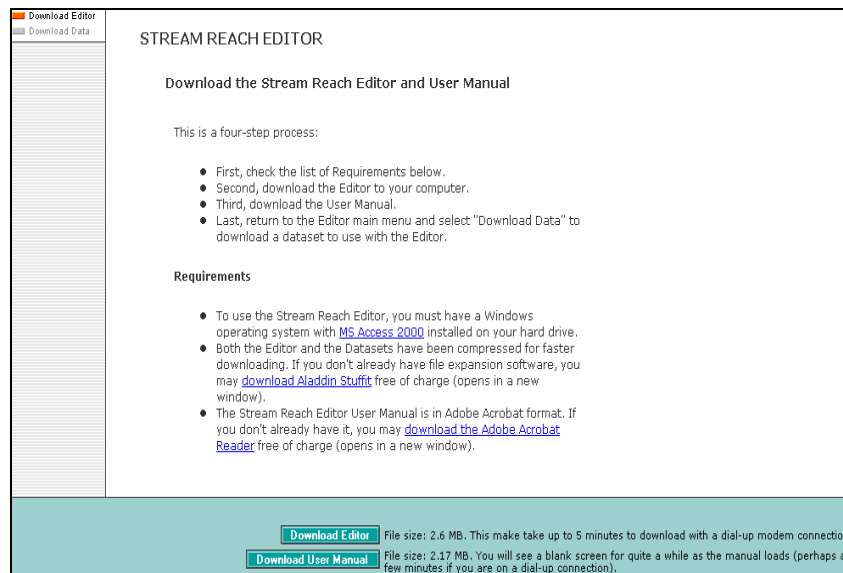 Download Editor
Download Data
STREAM REACH EDITOR
Download the Stream Reach Editor and User Manual
This is a four-step process:
● First, check the list of Requirements below.
● Second, download the Editor to your computer.
● Third, download the User Manual.
● Last, return to the Editor main menu and select "Download Data" to
download a dataset to use with the Editor.
Requirements
● To use the Stream Reach Editor, you must have a Windows
operating system with MS Access 2000 installed on your hard drive.
● Both the Editor and the Datasets have been compressed for faster
downloading. If you don't already have file expansion software, you
may download Aladdin Stuffit free of charge (opens in a new
window).
● The Stream Reach Editor User Manual is in Adobe Acrobat format. If
you don't already have it, you may download the Adobe Acrobat
Reader free of charge (opens in a new window).
Download Editor File size: 2.6 MB. This make take up to 5 minutes to download with a dial-up modem connectio
Download User Manual File size: 2.17 MB. You will see a blank screen for quite a while as the manual loads (perhaps a
few minutes if you are on a dial-up connection).